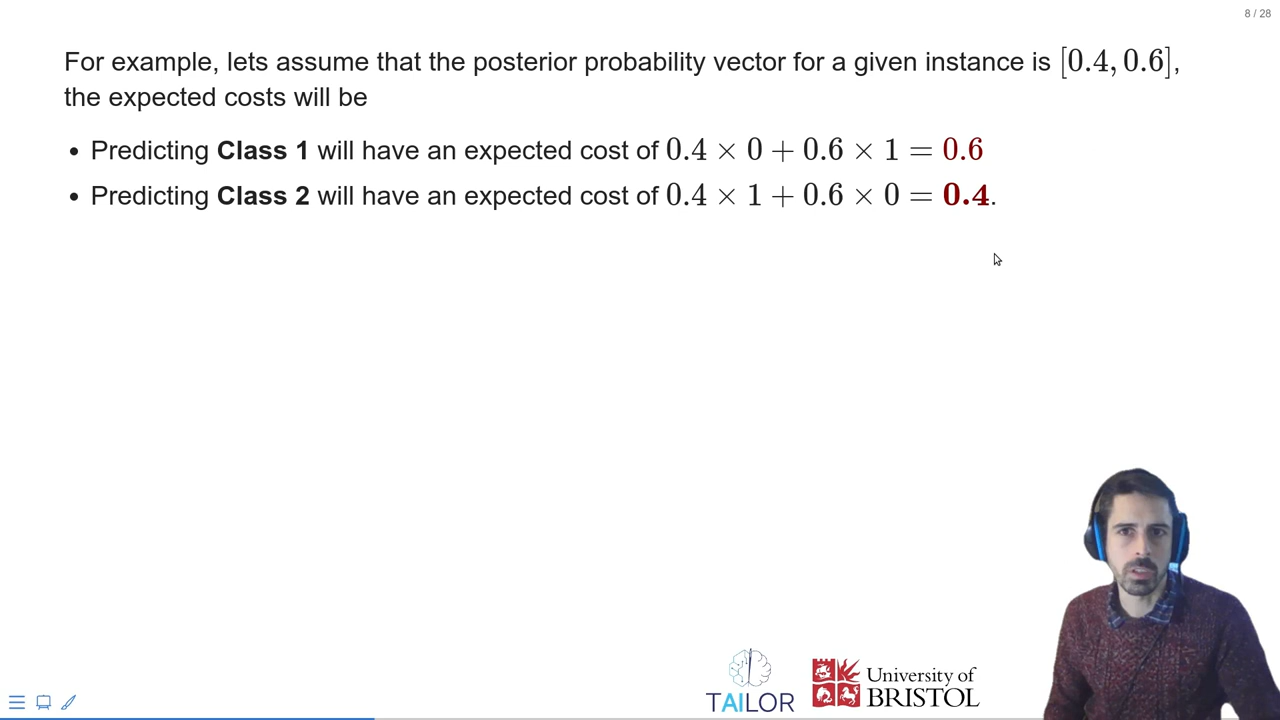 8 / 28
For example, lets assume that the posterior probability vector for a given instance is [0.4, 0.6],
the expected costs will be
• Predicting Class 1 will have an expected cost of 0.4 × 0 + 0.6 × 1 = 0.6
• Predicting Class 2 will have an expected cost of 0.4 × 1 + 0.6 × 0 = 0.4.
TAILOR
University of
BRISTOL